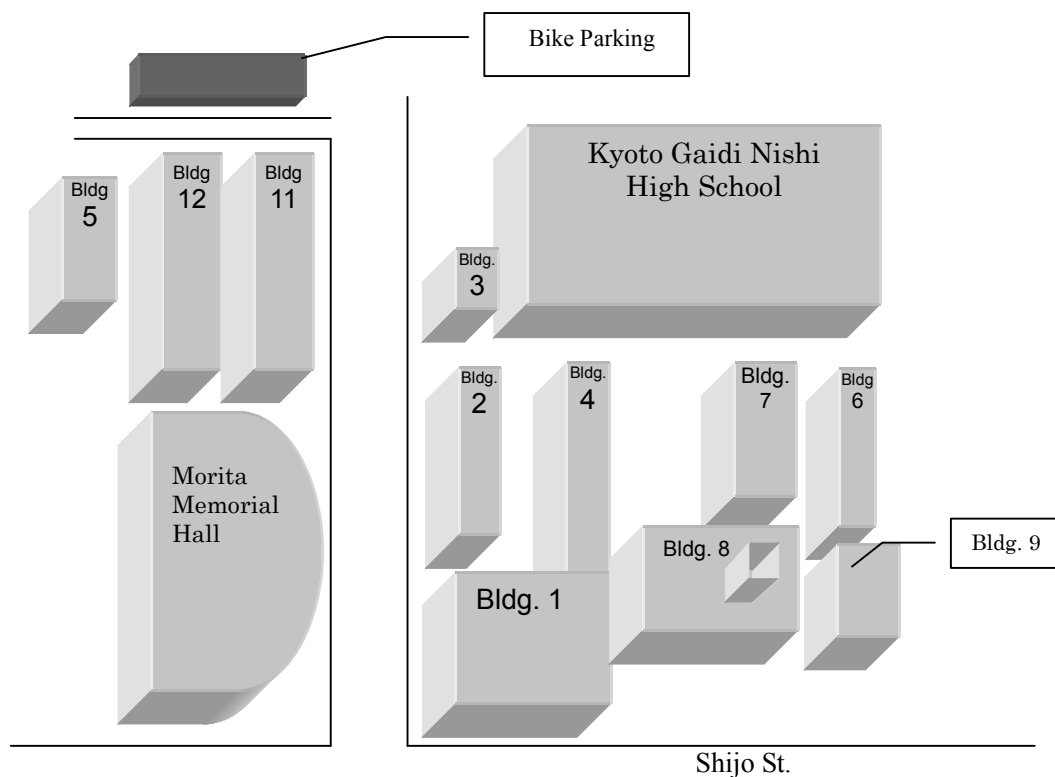 Bike Parking
Kyoto Gaidi Nishi
High School
Bldg
5
Bldg
12
Bldg
11
Bldg.
3
Bldg.
2
Bldg.
4
Bldg.
7
Bldg
6
Morita
Memorial
Hall
Bldg. 8
Bldg. 9
Bldg. 1
Shijo St.